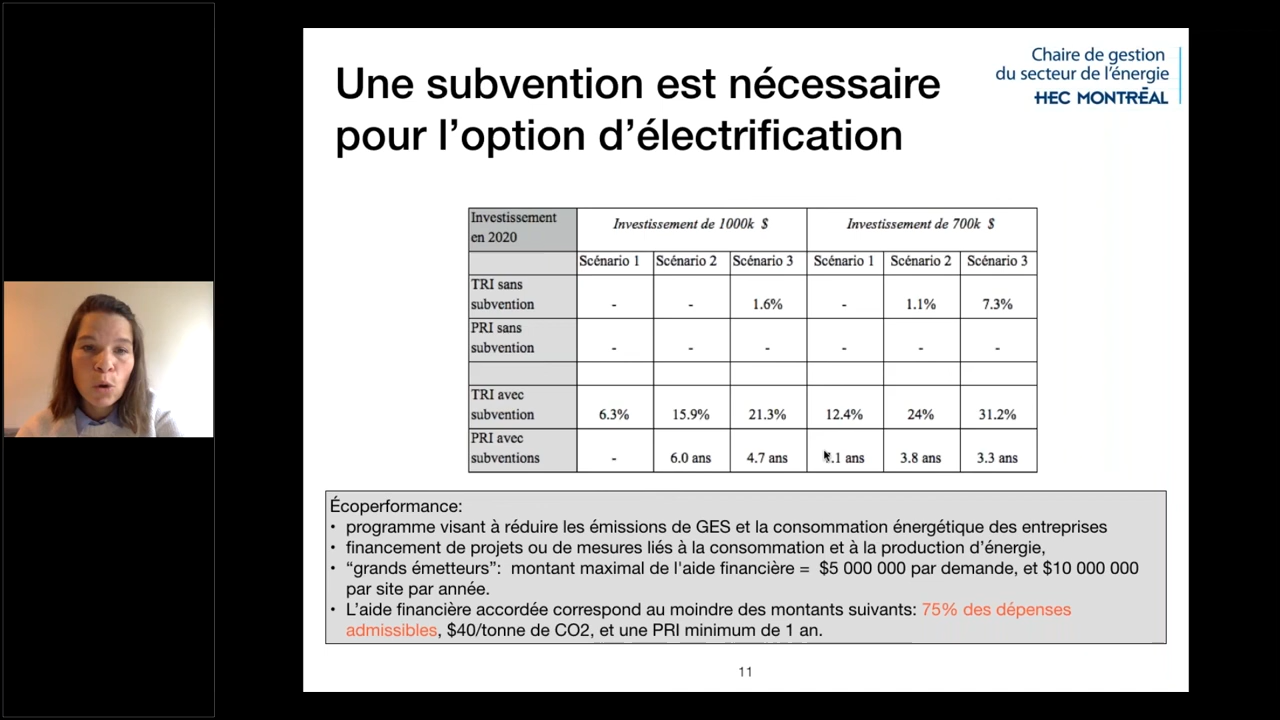 Une subvention est nécessaire
pour l’option d’électrification
Chaire de gestion
du secteur de l’énergie
HEC MONTRÉAL
Investissement en 2020 Investissement de 1000k $ Investissement de 700k $
Scénario 1 Scénario 2 Scénario 3 Scénario 1 Scénario 2 Scénario 3
TRI sans subvention - - 1.6% - 1.1% 7.3%
PRI sans subvention - - - - - -
TRI avec subvention 6.3% 15.9% 21.3% 12.4% 24% 31.2%
PRI avec subventions - 6.0 ans 4.7 ans .1 ans 3.8 ans 3.3 ans
Écoperformance:
• programme visant à réduire les émissions de GES et la consommation énergétique des entreprises
• financement de projets ou de mesures liés à la consommation et à la production d’énergie,
• “grands émetteurs”: montant maximal de l'aide financière = $5 000 000 par demande, et $10 000 000
par site par année.
• L’aide financière accordée correspond au moindre des montants suivants: 75% des dépenses
admissibles, $40/tonne de CO2, et une PRI minimum de 1 an.
11